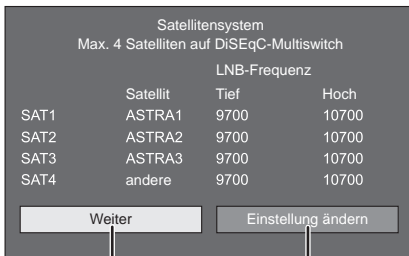 Satellitensystem
Max. 4 Satelliten auf DiSEqC-Multiswitch
LNB-Frequenz
Satellit Tief Hoch
SAT1 ASTRA1 9700 10700
SAT2 ASTRA2 9700 10700
SAT3 ASTRA3 9700 10700
SAT4 andere 9700 10700
Weiter Einstellung ändern